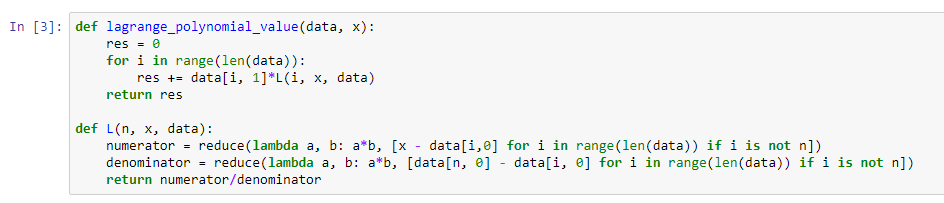 In [3]: def lagrange_polynomial_value(data, x):
    res = 0
    for i in range(len(data)):
        res += data[i, 1]*L(i, x, data)
    return res

def L(n, x, data):
    numerator = reduce(lambda a, b: a*b, [x - data[i,0] for i in range(len(data)) if i is not n])
    denominator = reduce(lambda a, b: a*b, [data[n, 0] - data[i, 0] for i in range(len(data)) if i is not n])
    return numerator/denominator